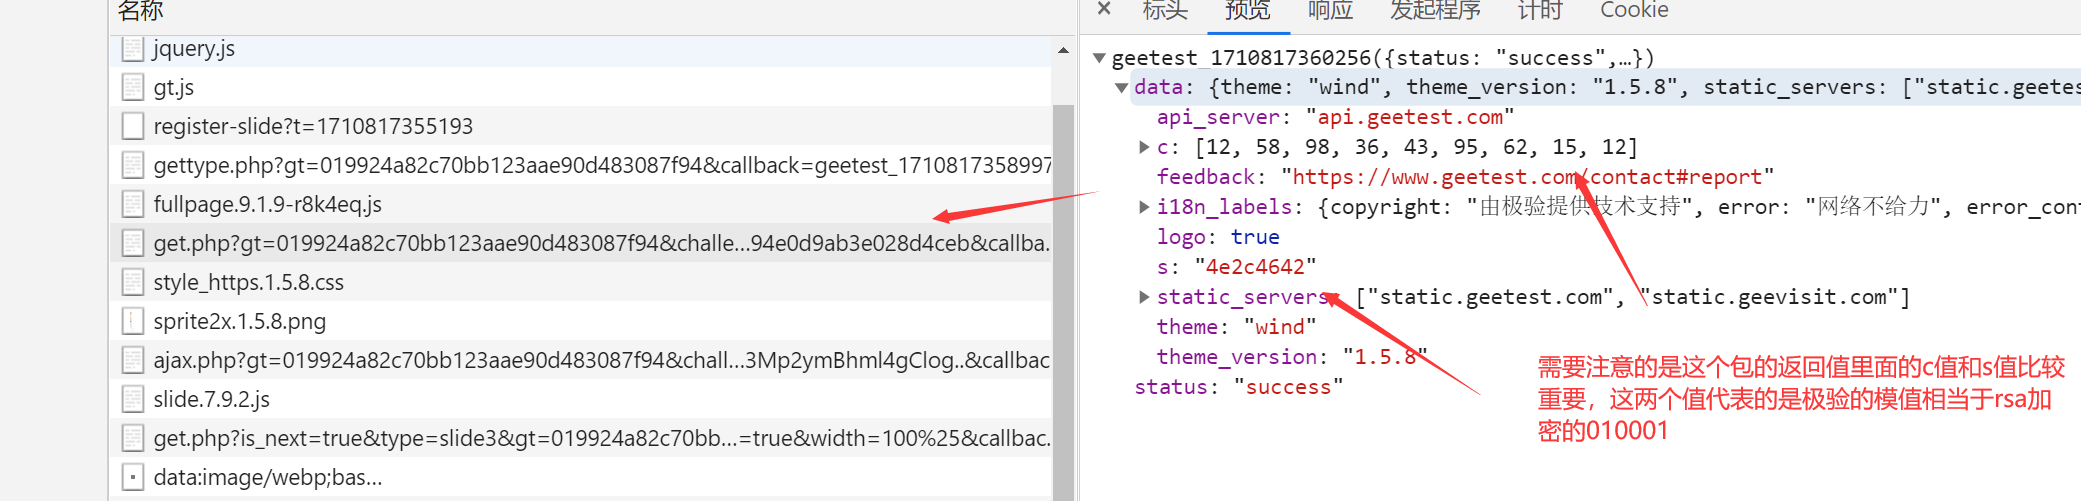 名称
jquery.js
gt.js
register-slide?t=1710817355193
gettype.php?gt=019924a82c70bb123aae90d483087f94&callback=geetest_1710817358997
fullpage.9.1.9-r8k4eq.js
get.php?gt=019924a82c70bb123aae90d483087f94&challe...94e0d9ab3e028d4ceb&callba.
style_https.1.5.8.css
sprite2x.1.5.8.png
ajax.php?gt=019924a82c70bb123aae90d483087f94&chall...3Mp2ymBhml4gClog..&callbac
slide.7.9.2.js
get.php?is_next=true&type=slide3&gt=019924a82c70bb...=true&width=100%25&callbac.
data:image/webp;bas...
× 标头 预览 响应 发起程序 计时 Cookie
geetest_1710817360256({status: "success",…})
data: {theme: "wind", theme_version: "1.5.8", static_servers: ["static.geetes
api_server: "api.geetest.com"
c: [12, 58, 98, 36, 43, 95, 62, 15, 12]
feedback: "https://www.geetest.com/contact#report"
i18n_labels: {copyright: "由极验提供技术支持", error: "网络不给力", error_con
logo: true
s: "4e2c4642"
static_servers: ["static.geetest.com", "static.geevisit.com"]
theme: "wind"
theme_version: "1.5.8"
status: "success"
需要注意的是这个包的返回值里面的c值和s值比较
重要，这两个值代表的是极验的模值相当于rsa加
密的010001